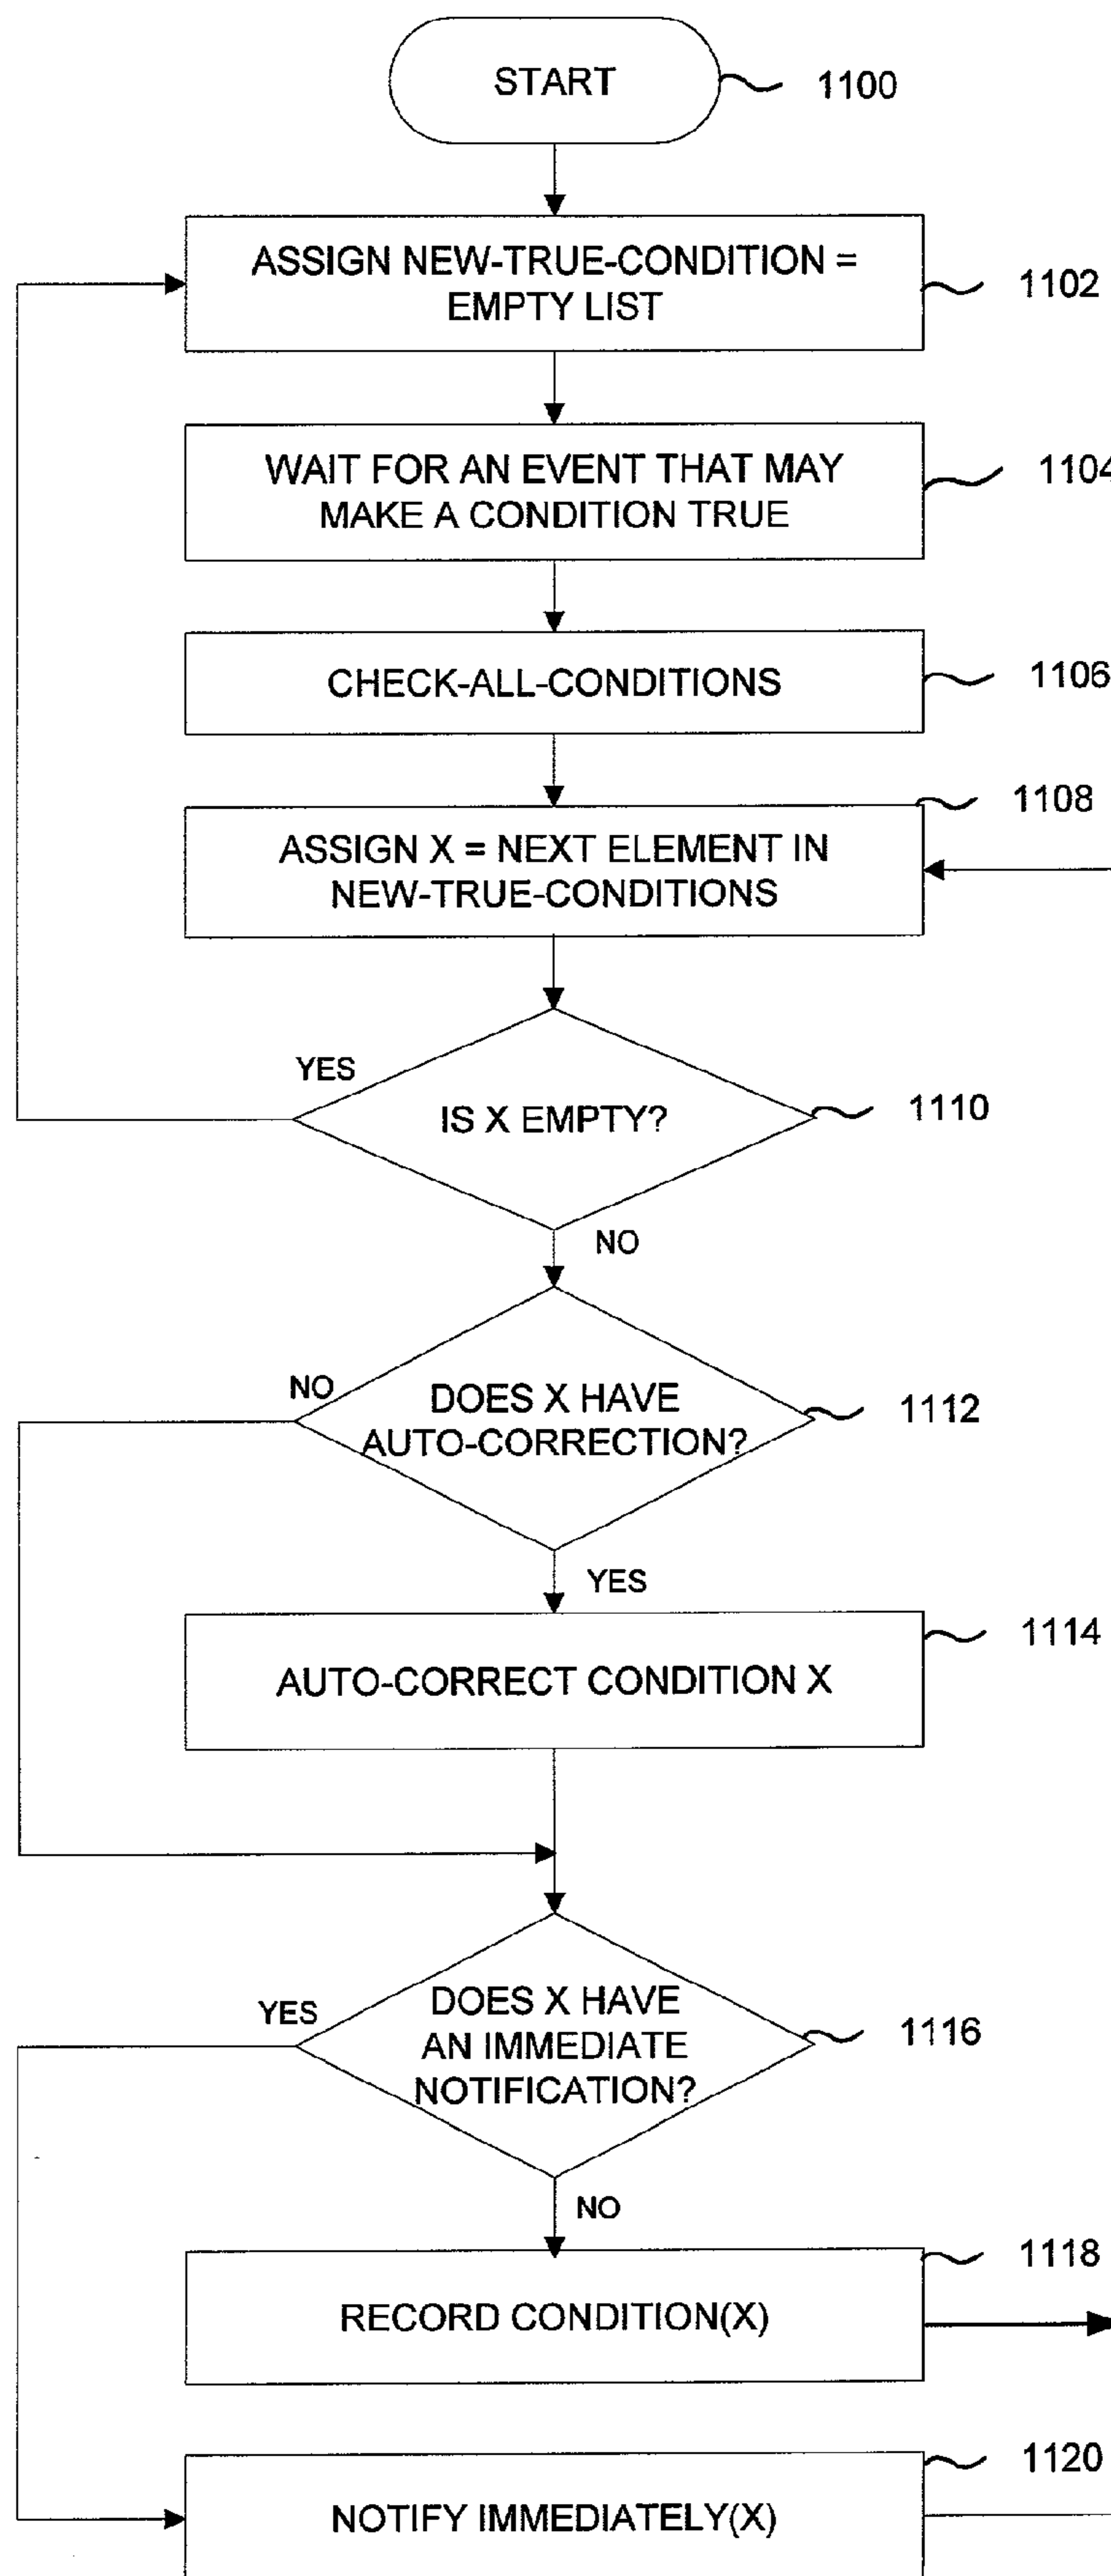 START
1100
ASSIGN NEW-TRUE-CONDITION =
EMPTY LIST
1102
WAIT FOR AN EVENT THAT MAY
MAKE A CONDITION TRUE
1104
CHECK-ALL-CONDITIONS
1106
1108
ASSIGN X = NEXT ELEMENT IN
NEW-TRUE-CONDITIONS
YES
IS X EMPTY?
1110
NO
NO
DOES X HAVE
AUTO-CORRECTION?
1112
YES
AUTO-CORRECT CONDITION X
1114
YES
DOES X HAVE
AN IMMEDIATE
NOTIFICATION?
1116
NO
RECORD CONDITION(X)
1118
NOTIFY IMMEDIATELY(X)
1120